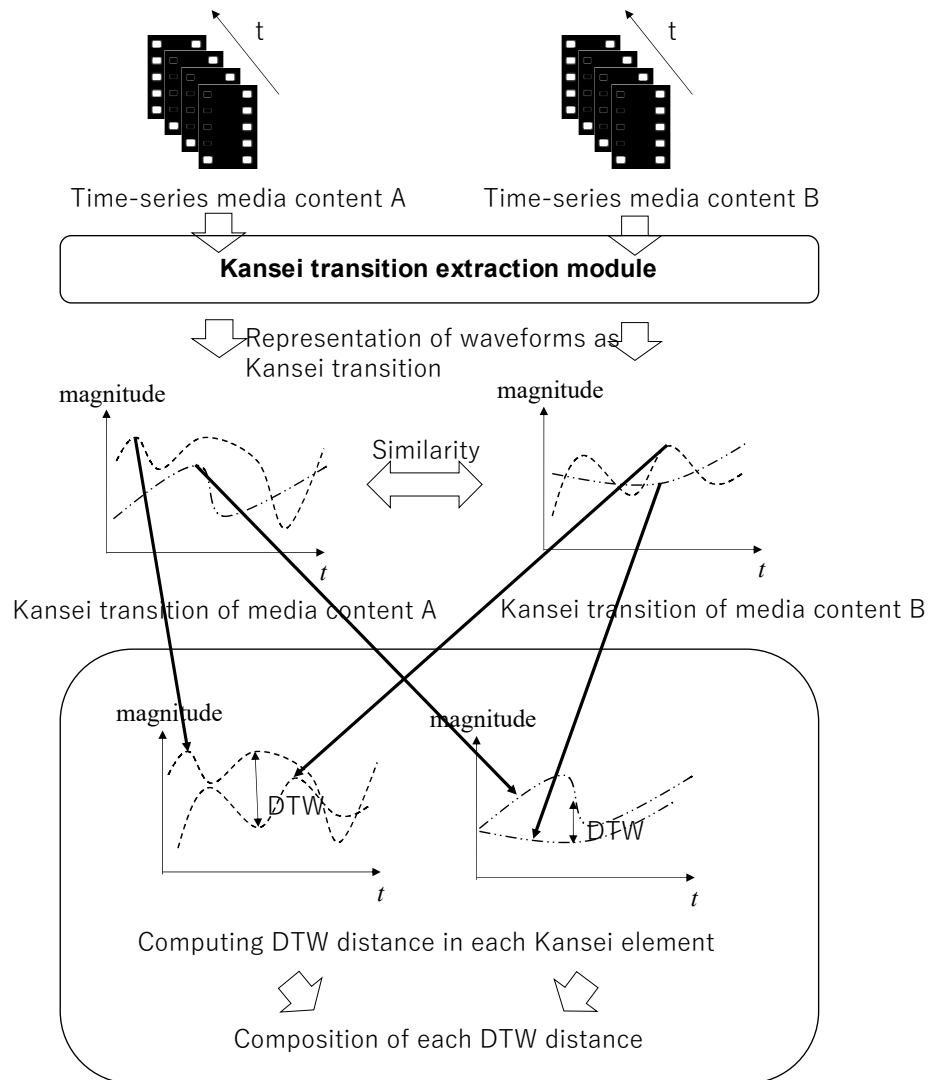 t
t
Time-series media content A
Time-series media content B
Kansei transition extraction module
Representation of waveforms as
Kansei transition
magnitude
magnitude
Similarity
t
t
Kansei transition of media content A
Kansei transition of media content B
magnitude
magnitude
DTW
DTW
t
t
Computing DTW distance in each Kansei element
Composition of each DTW distance